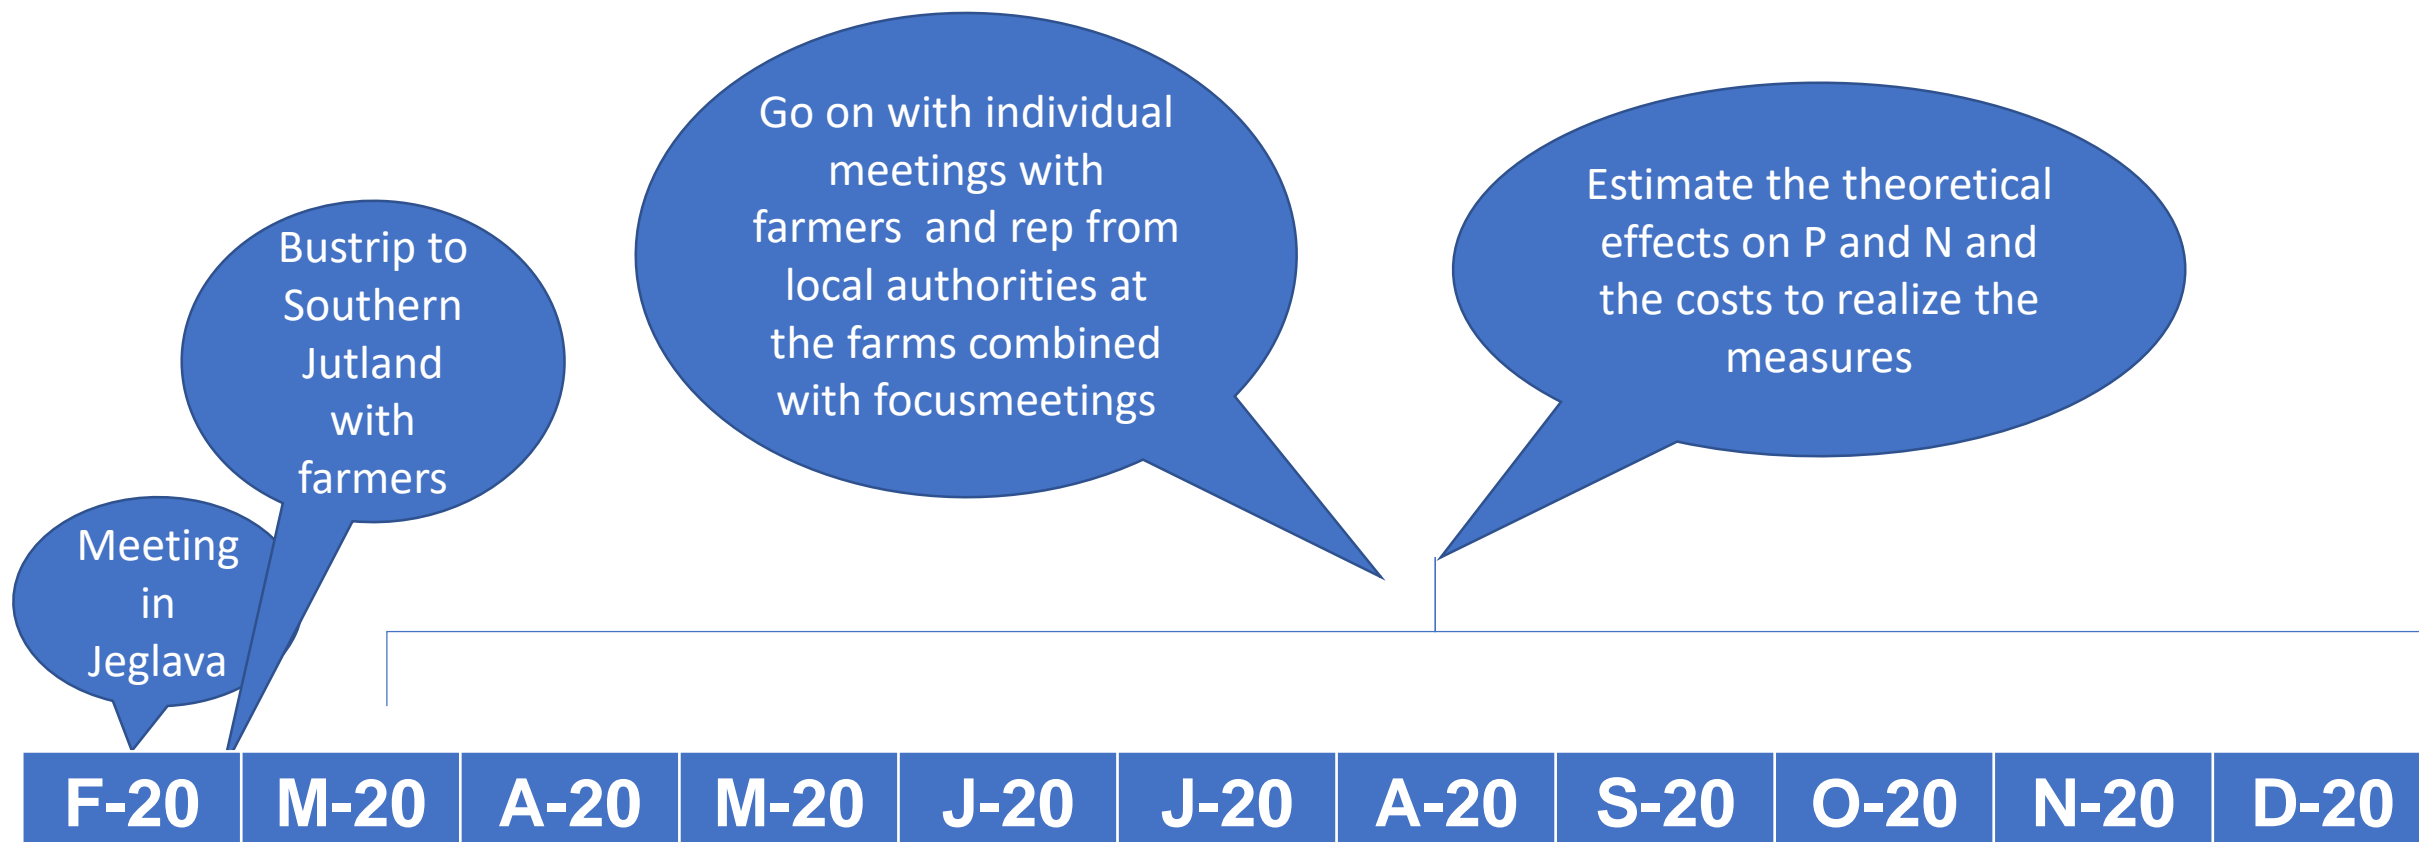 Meeting
in
Jeglava
Bustrip to
Southern
Jutland
with
farmers
Go on with individual
meetings with
farmers  and rep from
local authorities at
the farms combined
with focusmeetings
Estimate the theoretical
effects on P and N and
the costs to realize the
measures
F-20 M-20 A-20 M-20 J-20 J-20 A-20 S-20 O-20 N-20 D-20